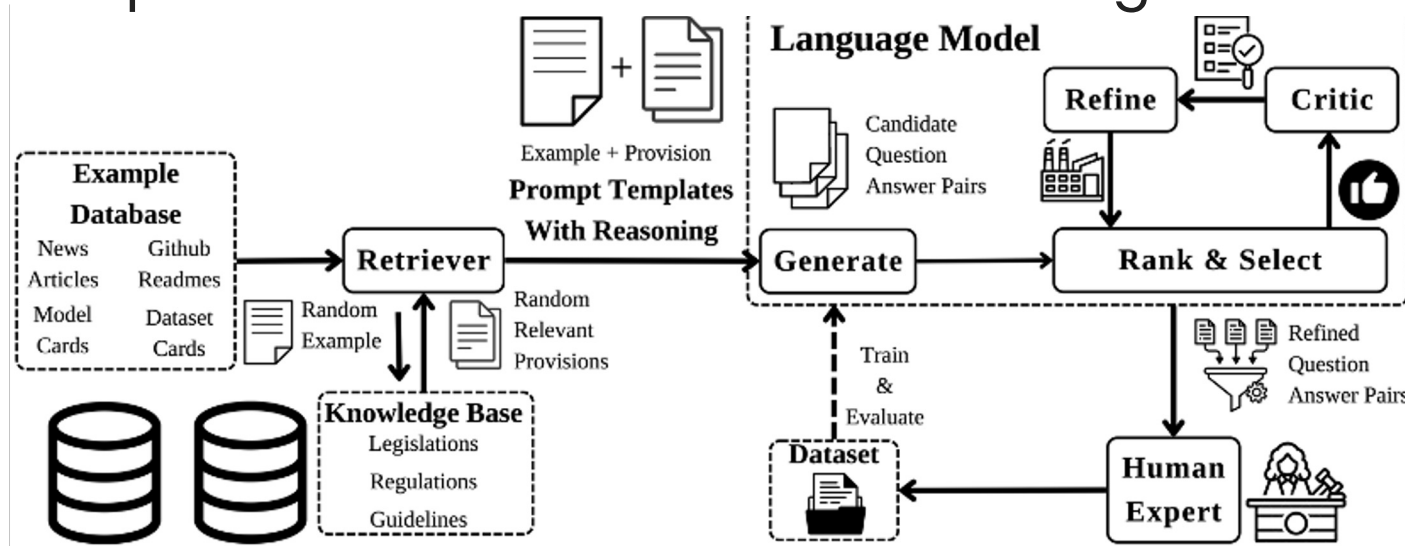 Language Model
Refine
Critic
+
Candidate
Question
Answer Pairs
Example + Provision
Prompt Templates
With Reasoning
Example
Database
News
Articles
Github
Readmes
Model
Cards
Dataset
Cards
Retriever
Generate
Rank & Select
Random
Example
Random
Relevant
Provisions
Knowledge Base
Legislations
Regulations
Guidelines
Train
&
Evaluate
Dataset
Refined
Question
Answer Pairs
Human
Expert